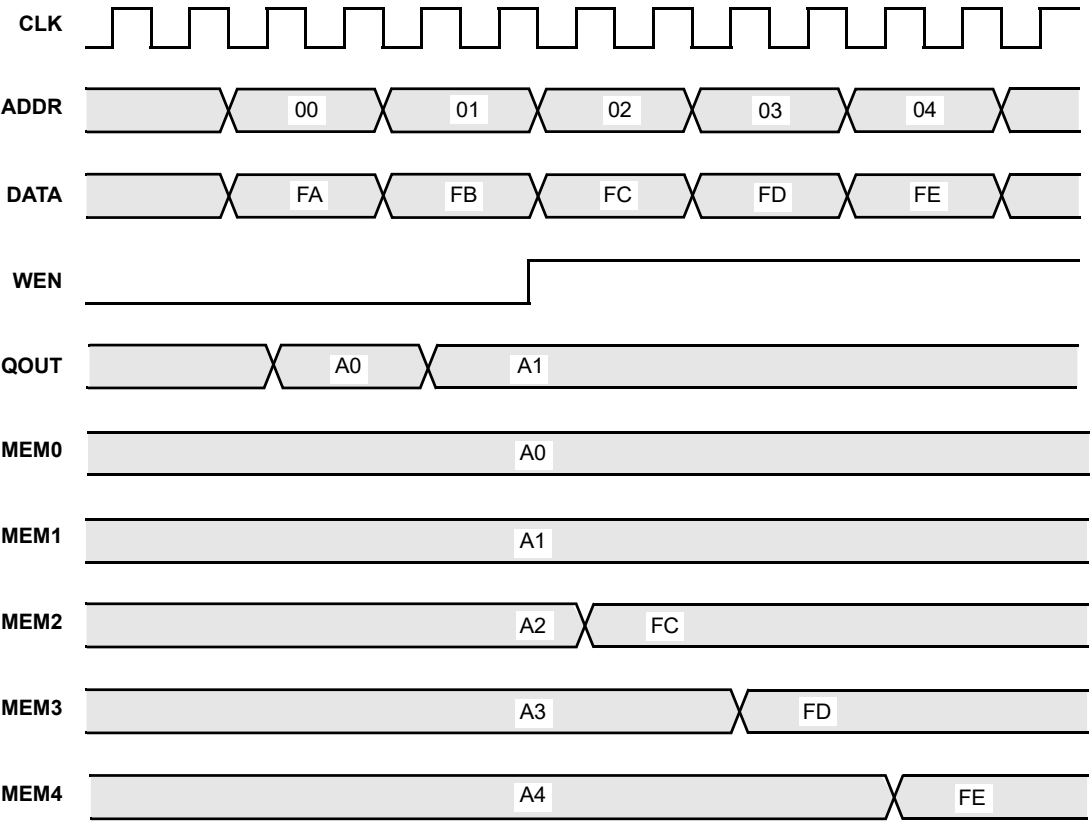 CLK
ADDR 00 01 02 03 04
DATA FA FB FC FD FE
WEN
QOUT A0 A1
MEM0 A0
MEM1 A1
MEM2 A2 FC
MEM3 A3 FD
MEM4 A4 FE